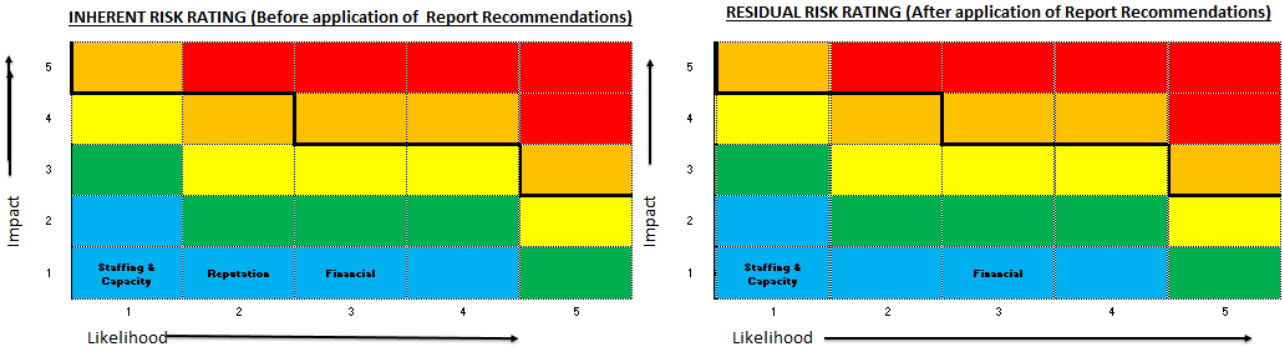 INHERENT RISK RATING (Before application of Report Recommendations)
5
4
3
2
1
Impact
Staffing &
Capacity
Reputation
Financial
1
2
3
4
5
Likelihood
RESIDUAL RISK RATING (After application of Report Recommendations)
5
4
3
2
1
Impact
Staffing &
Capacity
Financial
1
2
3
4
5
Likelihood